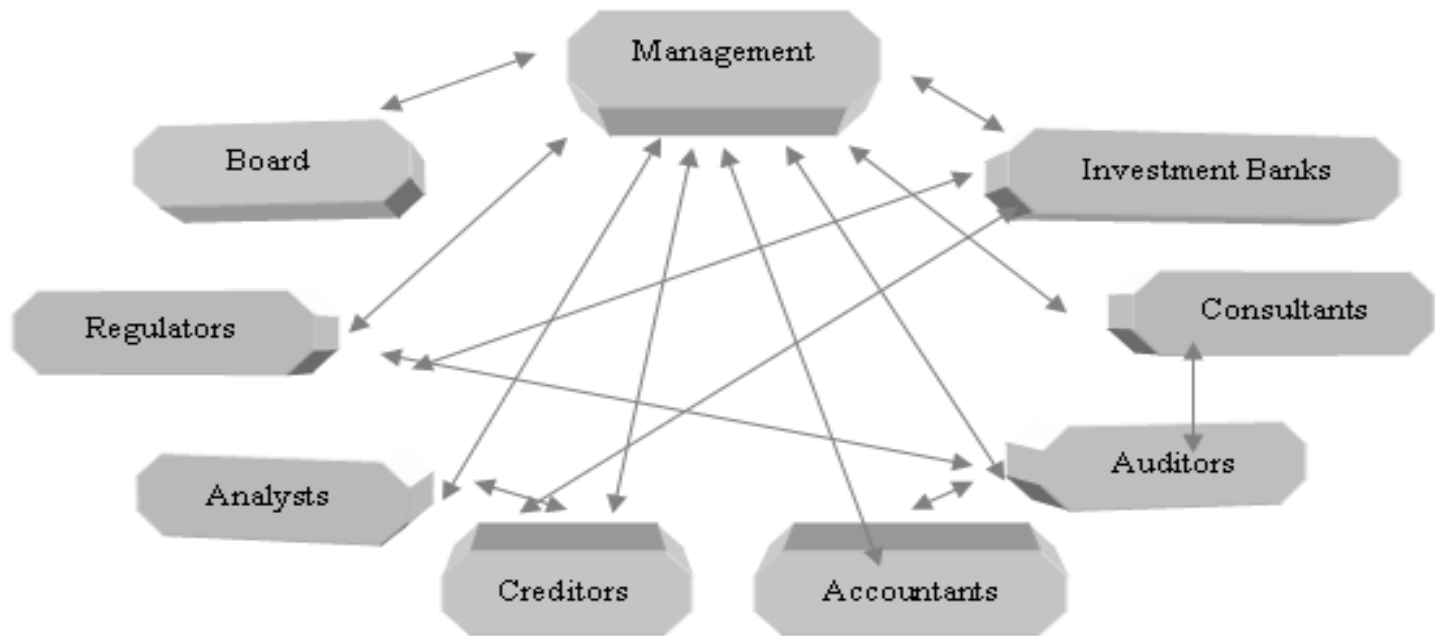 Management
Board
Investment Banks
Regulators
Consultants
Analysts
Auditors
Creditors
Accountants